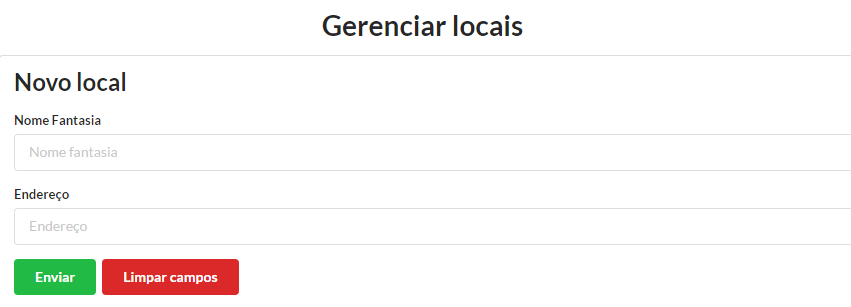 Gerenciar locais
Novo local
Nome Fantasia
Nome fantasia
Endereço
Endereço
Enviar Limpar campos